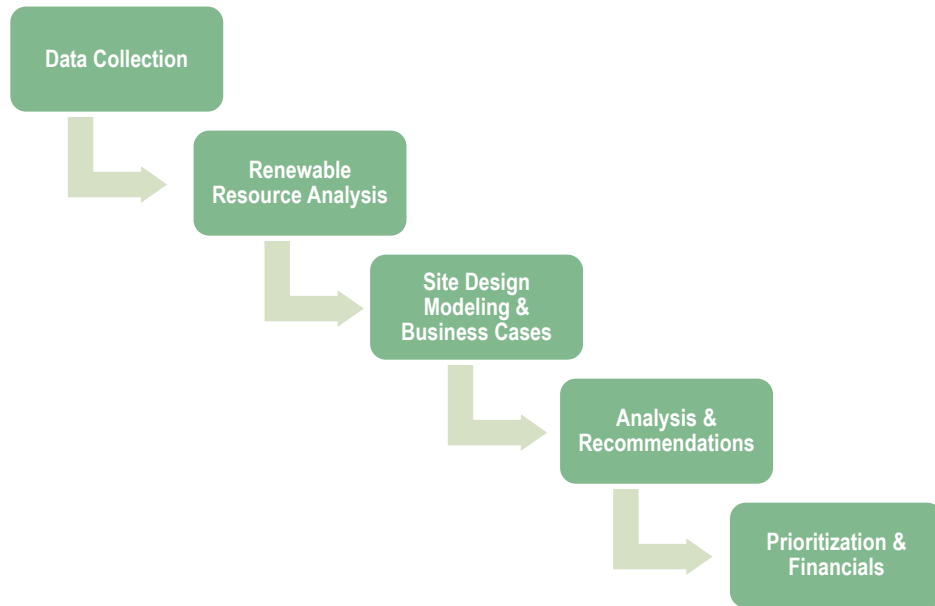 Data Collection
Renewable
Resource Analysis
Site Design
Modeling &
Business Cases
Analysis &
Recommendations
Prioritization &
Financials